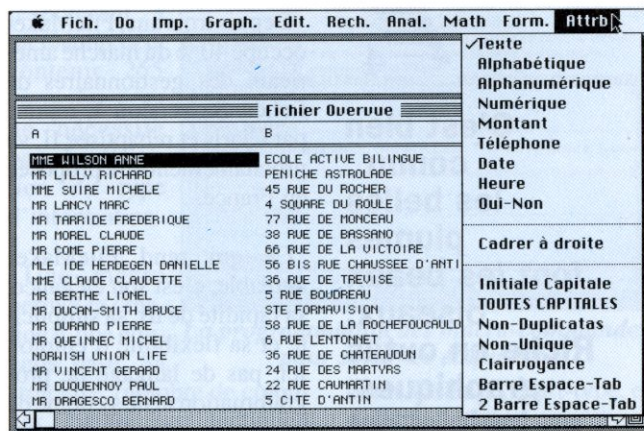 Fich. Do Imp. Graph. Edit. Rech. Anal. Math Form. Attrb
Fichier Overvue
A B
MME WILSON ANNE ECOLE ACTIVE BILINGUE
MR LILLY RICHARD PENICHE ASTROLADE
MME SUIRE MICHELE 45 RUE DU ROCHER
MR LANCY MARC 4 SQUARE DU ROULE
MR TARRIDE FREDERIQUE 77 RUE DE MONCEAU
MR MOREL CLAUDE 38 RUE DE BASSANO
MR COME PIERRE 66 RUE DE LA VICTOIRE
MLE IDE HERDEGEN DANIELLE 56 BIS RUE CHAUSSEE D'ANTI
MME CLAUDE CLAUDETTE 36 RUE DE TREVISE
MR BERTHE LIONEL 5 RUE BOUDREAU
MR DUCAN-SMITH BRUCE STE FORMAVISION
MR DURAND PIERRE 58 RUE DE LA ROCHEFOUCAULD
MR QUEINNEC MICHEL 6 RUE LENTONNET
NORWISH UNION LIFE 36 RUE DE CHATEAUDUN
MR VINCENT GERARD 24 RUE DES MARTYRS
MR DUQUENNOY PAUL 22 RUE CAUMARTIN
MR DRAGESCO BERNARD 5 CITE D'ANTIN
✓Texte
Alphabétique
Alphanumérique
Numérique
Montant
Téléphone
Date
Heure
Oui-Non
Cadrer à droite
Initiale Capitale
TOUTES CAPITALES
Non-Duplicatas
Non-Unique
Clairvoyance
Barre Espace-Tab
2 Barre Espace-Tab